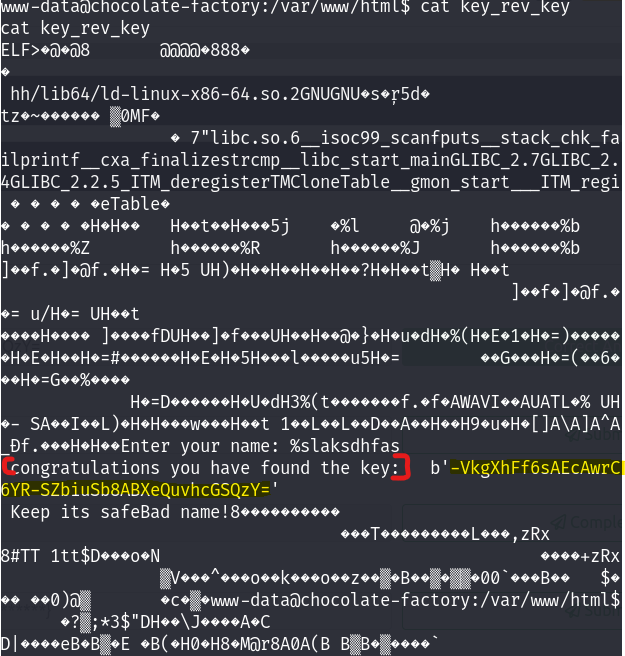 www-data@chocolate-factory:/var/www/html$ cat key_rev_key
cat key_rev_key
ELF>�@�@8 @@@@�888�
�
hh/lib64/ld-linux-x86-64.so.2GNUGNU�s�ŗ5d�
tz�~������ ▒0MF�
� 7"libc.so.6__isoc99_scanfputs__stack_chk_fa
ilprintf__cxa_finalizestrcmp__libc_start_mainGLIBC_2.7GLIBC_2.
4GLIBC_2.2.5_ITM_deregisterTMCloneTable__gmon_start___ITM_regi
� � � � �eTable�
� � � � �H�H�� H��t��H���5j �%l @�%j h������%b
h������%Z h������%R h������%J h������%b
]��f.�]�@f.�H�= H�5 UH)�H��H��H��H��?H�H��t▒H� H��t
]��f�]�@f.�
�= u/H�= UH��t
����H���� ]����fDUH��]�f���UH��H��@�}�H�u�dH�%(H�E�1�H�=)�����
�H�E�H��H�=#������H�E�H�5H���l�����u5H�= ��G���H�=(��6�
��H�=G��%����
H�=D������H�U�dH3%(t�������f.�f�AWAVI��AUATL�% UH
�- SA��I��L)�H�H���w���H��t 1��L��L��D��A��H��H9�u�H�[]A\A]A^A
_Ðf.���H�H��Enter your name: %slaksdhfas
congratulations you have found the key: b'-VkgXhFf6sAEcAwrC
6YR-SZbiuSb8ABXeQuvhcGSQzY='
Keep its safeBad name!8���������
���T����������L���,zRx
8#TT 1tt$D���o�N ����+zRx
▒V���^���o��k���o��z��▒�B��▒�▒▒�00`���B�� $�
�� ��0)@▒ �c�▒�www-data@chocolate-factory:/var/www/html$
�?▒;*3$"DH��\J����A�C
D|����eB�B▒�E �B(�H0�H8�M@r8A0A(B B▒B�▒����`